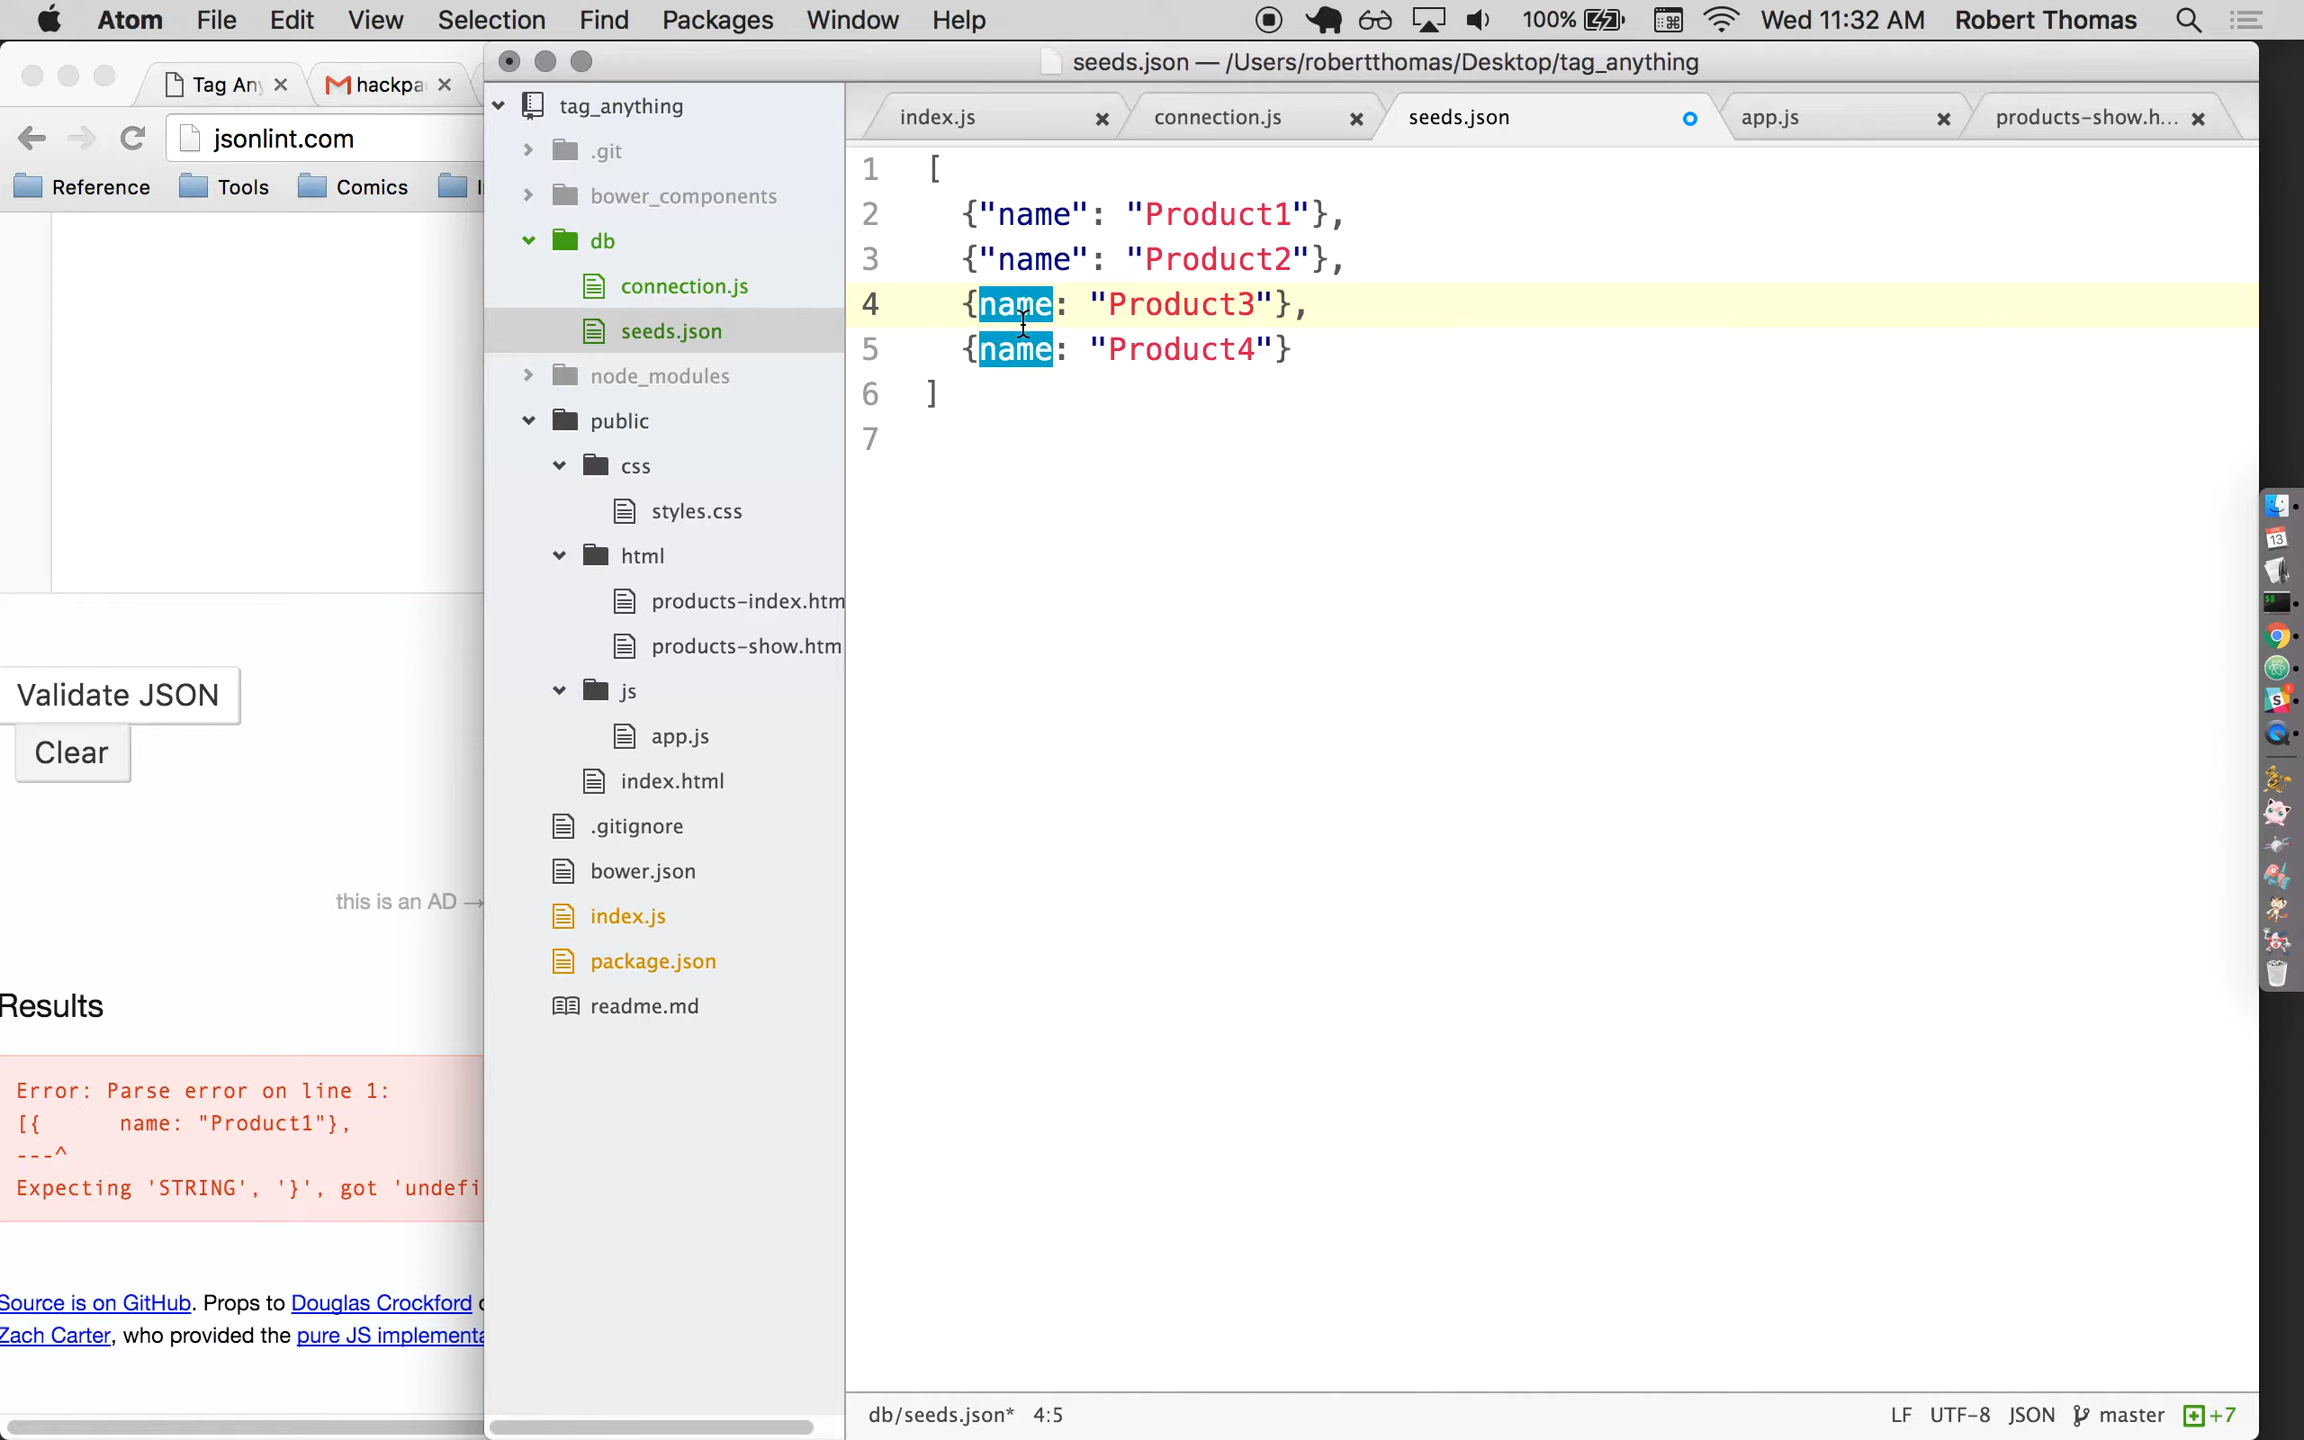 Atom File Edit View Selection Find Packages Window Help 100% Wed 11:32 AM Robert Thomas
seeds.json — /Users/robertthomas/Desktop/tag_anything
Tag An
hackpa
jsonlint.com
Reference Tools Comics
Validate JSON
Clear
this is an AD →
Results
Error: Parse error on line 1:
[{ name: "Product1"},
---^
Expecting 'STRING', '}', got 'undefi
Source is on GitHub. Props to Douglas Crockford
Zach Carter, who provided the pure JS implementa
tag_anything
.git
bower_components
db
connection.js
seeds.json
node_modules
public
css
styles.css
html
products-index.htm
products-show.htm
js
app.js
index.html
.gitignore
bower.json
index.js
package.json
readme.md
index.js connection.js seeds.json app.js products-show.h...
1 [
2 {"name": "Product1"},
3 {"name": "Product2"},
4 {name: "Product3"},
5 {name: "Product4"}
6 ]
7
db/seeds.json* 4:5 LF UTF-8 JSON master +7